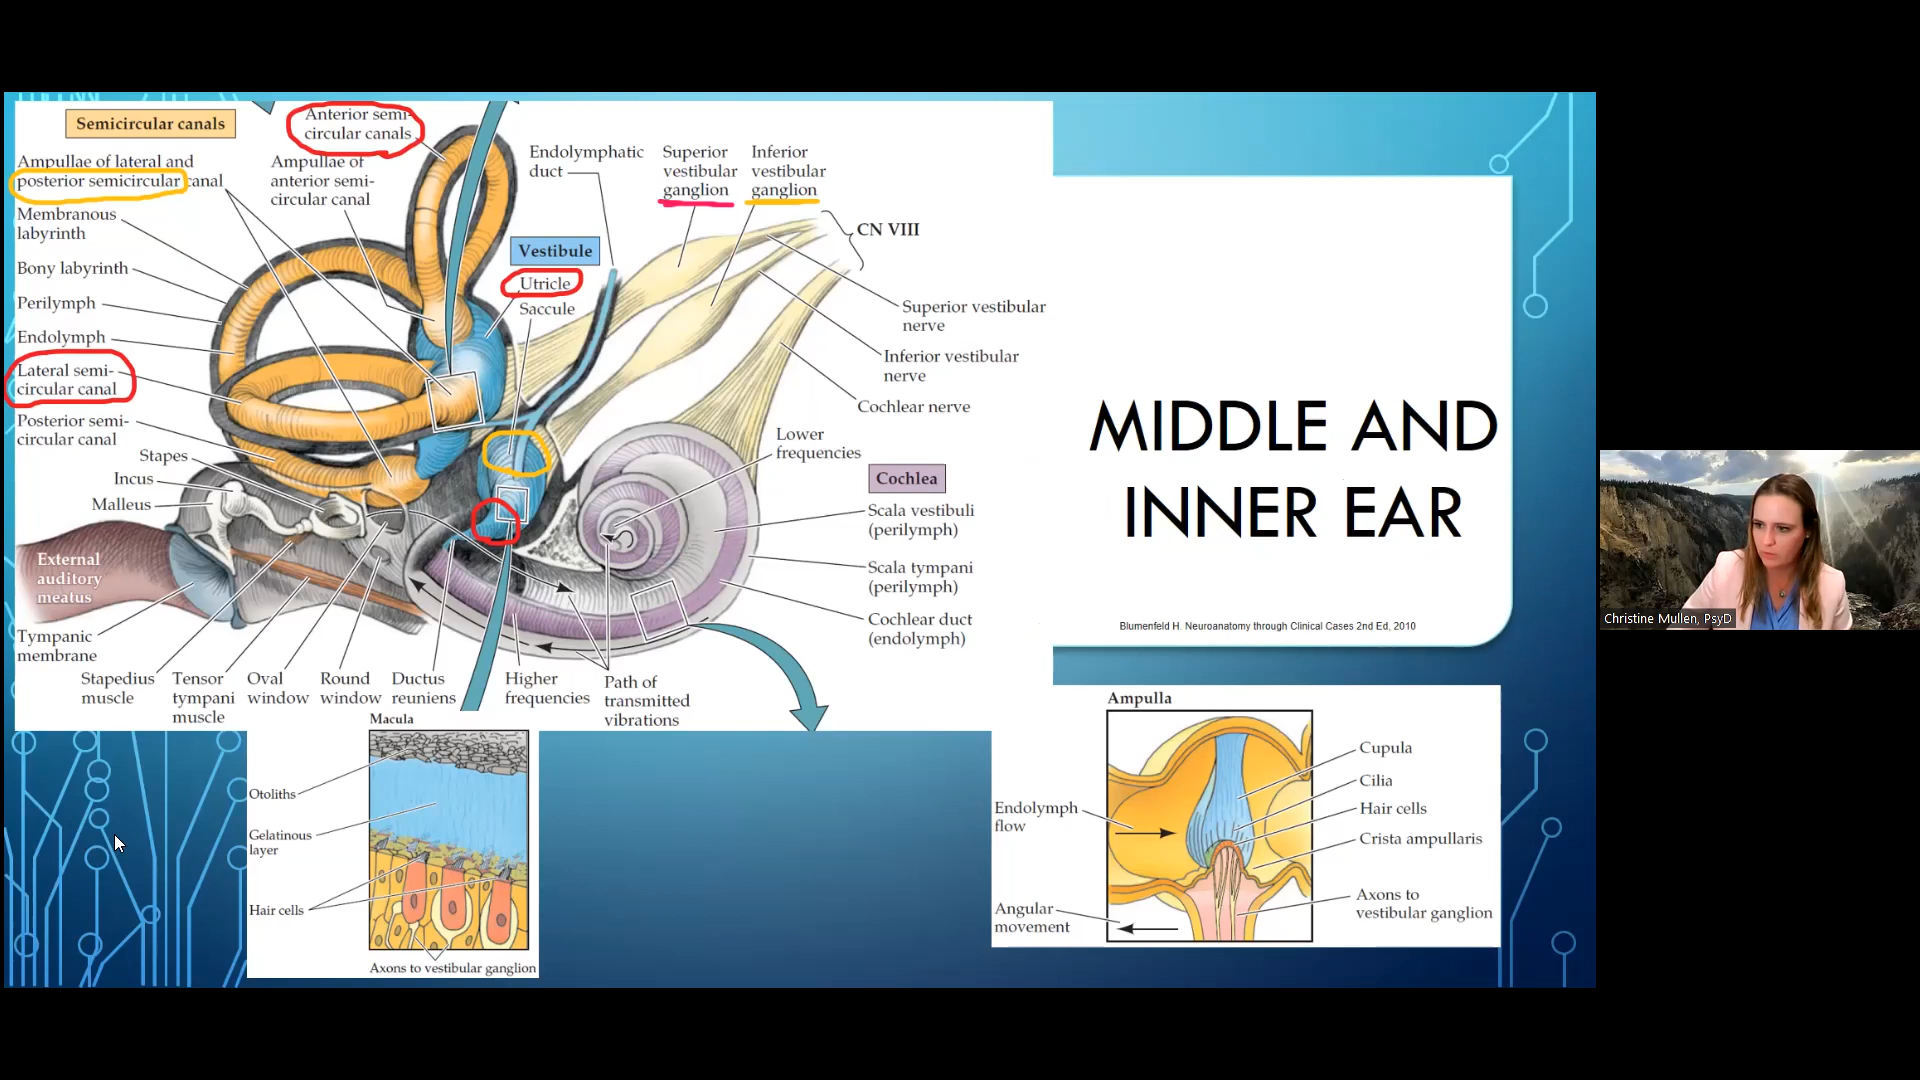 Semicircular canals
Ampullae of lateral and
posterior semicircular canal
Membranous
labyrinth
Bony labyrinth
Perilymph
Endolymph
Lateral semi-
circular canal
Posterior semi-
circular canal
Stapes
Incus
Malleus
External
auditory
meatus
Tympanic
membrane
Anterior semi-
circular canals
Ampullae of
anterior semi-
circular canal
Endolymphatic
duct
Superior
vestibular
ganglion
Inferior
vestibular
ganglion
CN VIII
Vestibule
Utricle
Saccule
Superior vestibular
nerve
Inferior vestibular
nerve
Cochlear nerve
Lower
frequencies
Cochlea
Scala vestibuli
(perilymph)
Scala tympani
(perilymph)
Cochlear duct
(endolymph)
Stapedius
muscle
Tensor
tympani
muscle
Oval
window
Round
window
Ductus
reuniens
Higher
frequencies
Path of
transmitted
vibrations
Macula
Otoliths
Gelatinous
layer
Hair cells
Axons to vestibular ganglion
MIDDLE AND
INNER EAR
Blumenfeld H. Neuroanatomy through Clinical Cases 2nd Ed, 2010
Ampulla
Cupula
Cilia
Hair cells
Crista ampullaris
Axons to
vestibular ganglion
Endolymph
flow
Angular
movement
Christine Mullen, PsyD